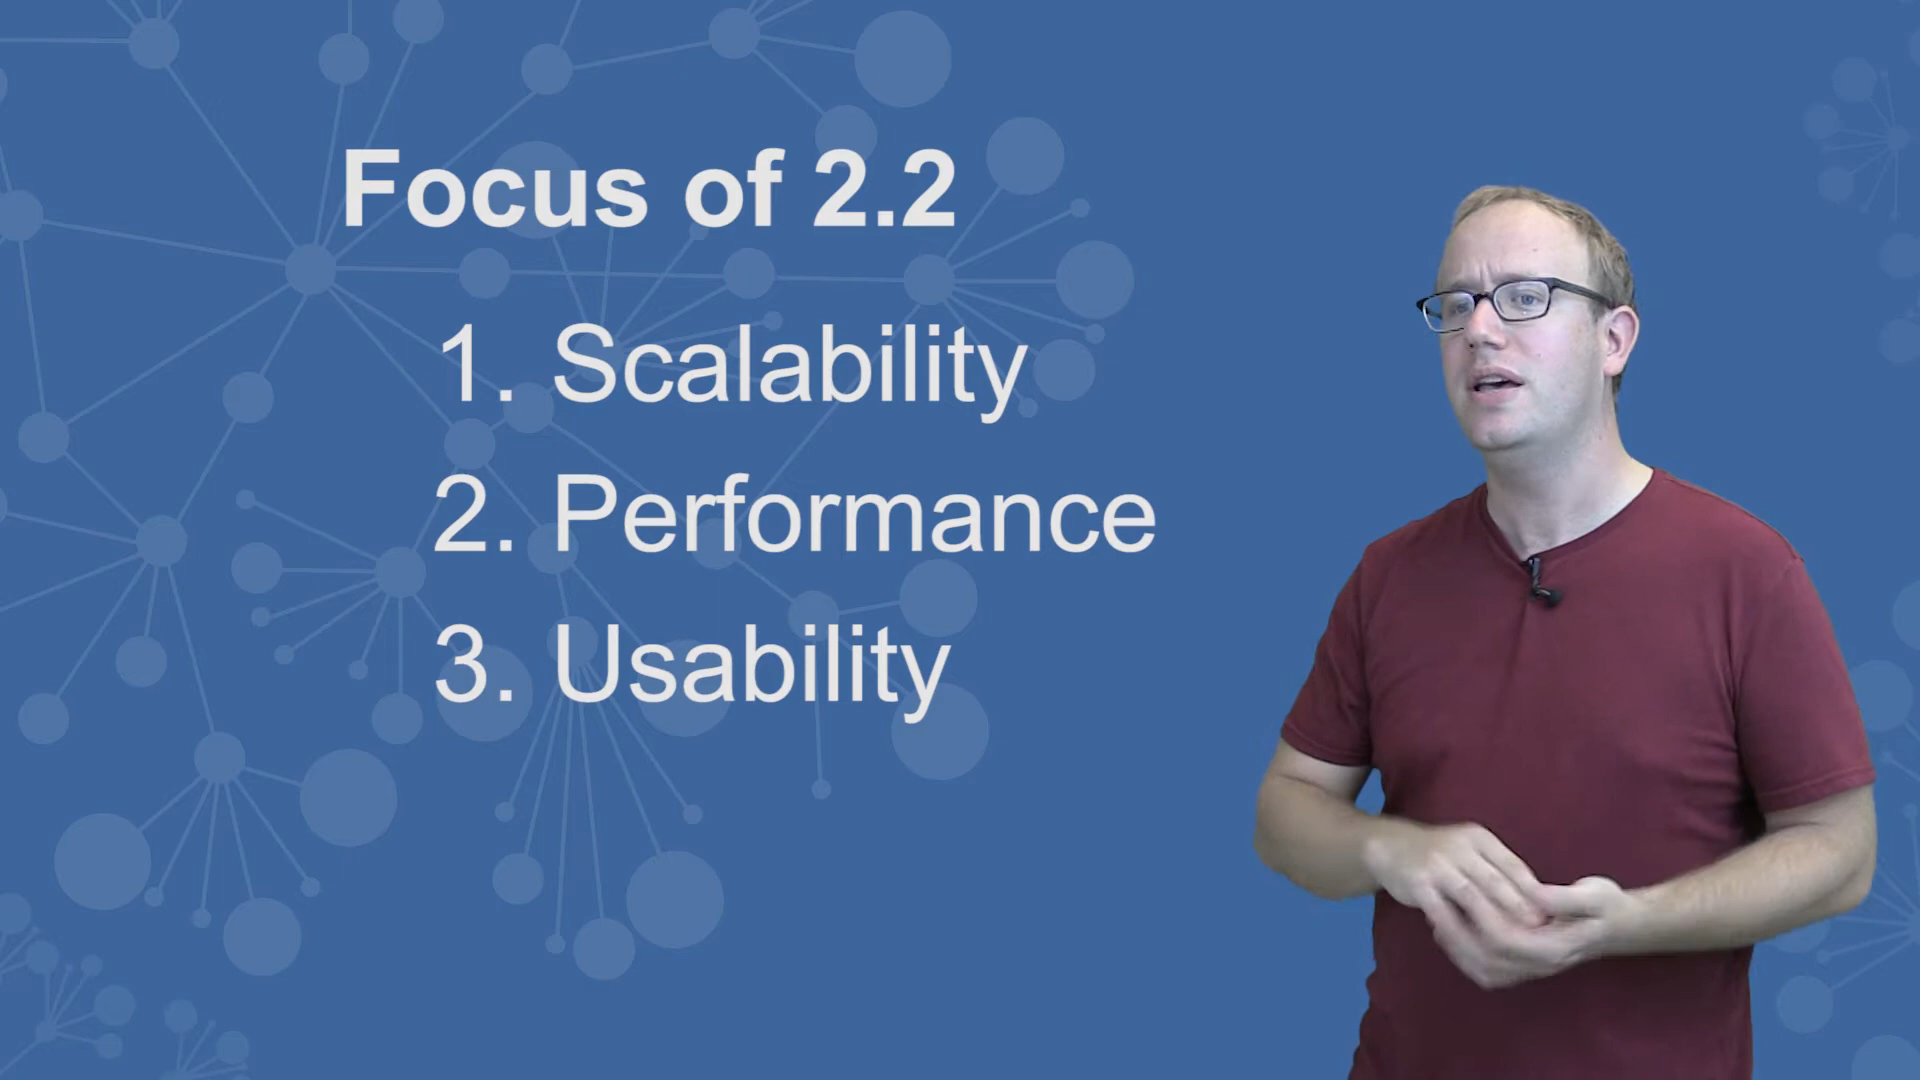 Focus of 2.2
1. Scalability
2. Performance
3. Usability